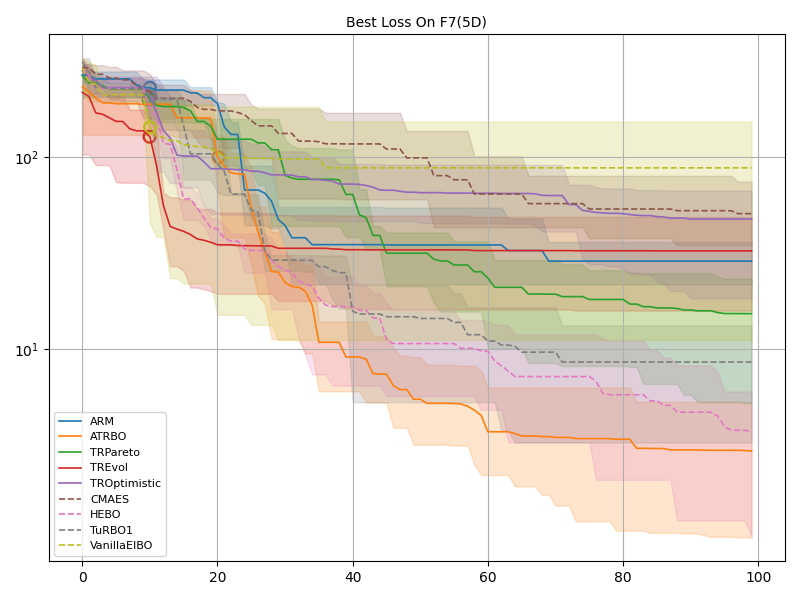 Best Loss On F7(5D)
10²
10¹
ARM
ATRBO
TRPareto
TREvol
TROptimistic
CMAES
HEBO
TuRBO1
VanillaEIBO
0 20 40 60 80 100